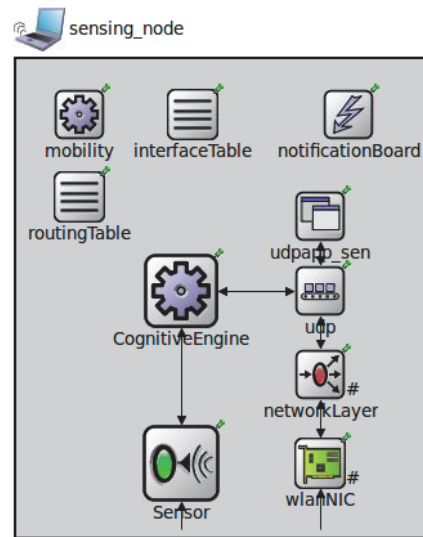 sensing_node
mobility
interfaceTable
notificationBoard
routingTable
udpapp_sen
CognitiveEngine
udp
#
networkLayer
#
Sensor
wlanNIC